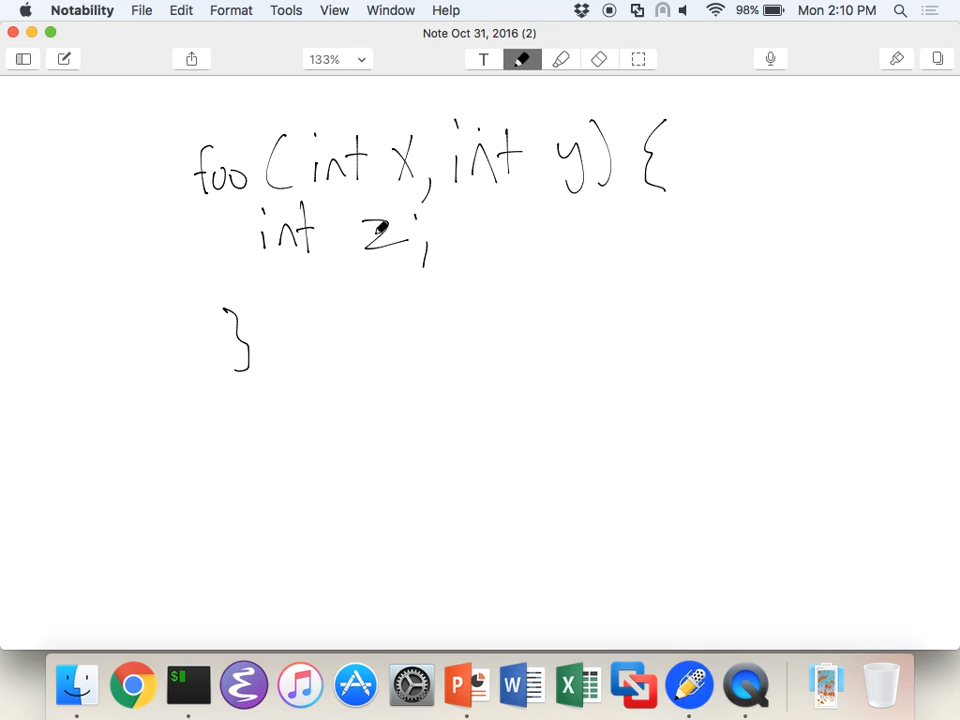 Notability File Edit Format Tools View Window Help 98% Mon 2:10 PM
Note Oct 31, 2016 (2)
133% T
foo (int x, int y) {
int z;
}
$
P W X